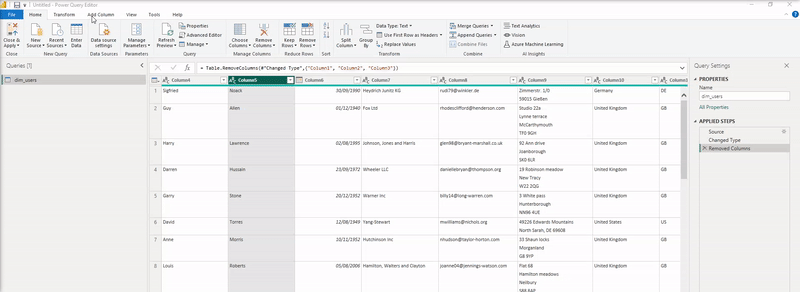 Untitled - Power Query Editor
File Home Transform Add Column View Tools Help
Close & Apply New Source Recent Sources Enter Data Data source settings Manage Parameters Refresh Preview Properties Advanced Editor Manage Choose Columns Remove Columns Keep Rows Remove Rows Split Column Group By Data Type: Text Use First Row as Headers Replace Values Merge Queries Append Queries Combine Files Text Analytics Vision Azure Machine Learning
Close New Query Data Sources Parameters Query Manage Columns Reduce Rows Sort Transform Combine AI Insights
Queries [1]
dim_users
= Table.RemoveColumns(#"Changed Type",{"Column1", "Column2", "Column3"})
Column4 Column5 Column6 Column7 Column8 Column9 Column10
1 Sigfried Noack 30/09/1990 Heydrich Junitz KG rudi79@winkler.de Zimmerstr. 1/0 Germany DE
59015 Gießen
2 Guy Allen 01/12/1940 Fox Ltd rhodesclifford@henderson.com Studio 22a United Kingdom GB
Lynne terrace
McCarthymouth
TF0 9GH
3 Harry Lawrence 02/08/1995 Johnson, Jones and Harris glen98@bryant-marshall.co.uk 92 Ann drive United Kingdom GB
Joanborough
SK0 6LR
4 Darren Hussain 23/09/1972 Wheeler LLC daniellebryan@thompson.org 19 Robinson meadow United Kingdom GB
New Tracy
W22 2QG
5 Garry Stone 20/12/1952 Warner Inc billy14@long-warren.com 3 White pass United Kingdom GB
Hunterborough
NN96 4UE
6 David Torres 12/08/1949 Yang-Stewart mwilliams@nichols.org 49226 Edwards Mountains United States US
North Sarah, DE 69608
7 Anne Morris 10/11/1952 Hutchinson Inc nhudson@taylor-horton.com 33 Shaun locks United Kingdom GB
Morganland
G8 9YP
8 Louis Roberts 05/08/2006 Hamilton, Walters and Clayton joanne04@jennings-watson.com Flat 68 United Kingdom GB
Hamilton meadows
Neilbury
Query Settings
PROPERTIES
Name
dim_users
All Properties
APPLIED STEPS
Source
Changed Type
Removed Columns